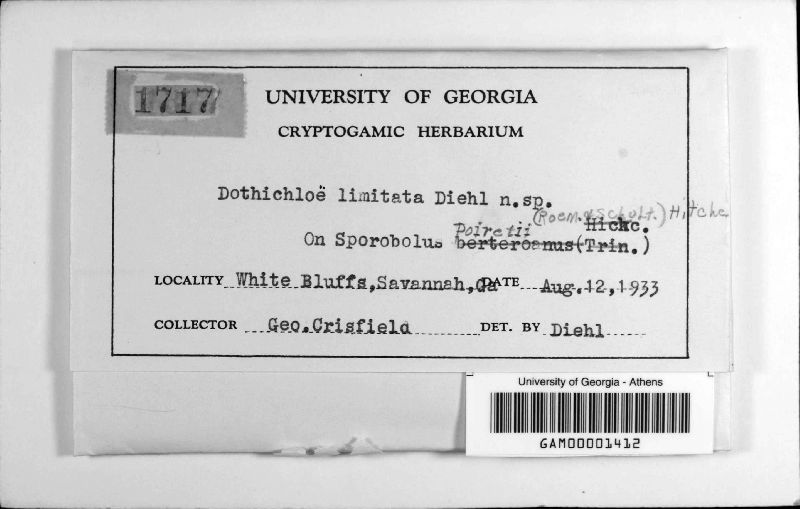 1717
UNIVERSITY OF GEORGIA
CRYPTOGAMIC HERBARIUM
Dothichloë limitata Diehl n.sp.
(Roem. & Schult.) Hitchc
Poiretii Hickc.
On Sporobolus berteroanus(Trin.)
LOCALITY White Bluffs,Savannah,Ga DATE Aug.12,1933
COLLECTOR Geo.Crisfield DET. BY Diehl
University of Georgia - Athens
GAM00001412